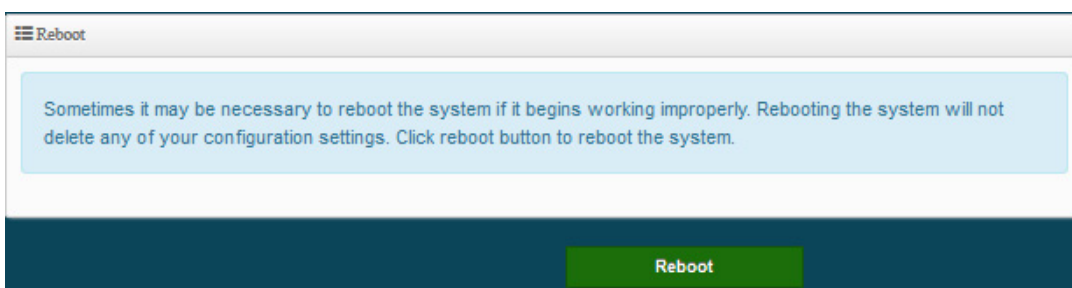 Reboot
Sometimes it may be necessary to reboot the system if it begins working improperly. Rebooting the system will not
delete any of your configuration settings. Click reboot button to reboot the system.
Reboot